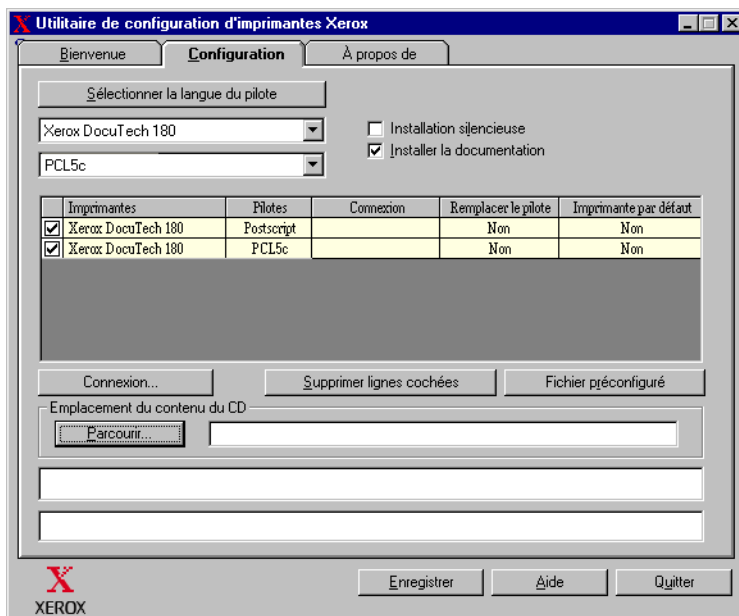 Utilitaire de configuration d'imprimantes Xerox
Bienvenue Configuration À propos de
Sélectionner la langue du pilote
Xerox DocuTech 180 Installation silencieuse
Installer la documentation
PCL5c
Imprimantes Pilotes Connexion Remplacer le pilote Imprimante par défaut
Xerox DocuTech 180 Postscript Non Non
Xerox DocuTech 180 PCL5c Non Non
Connexion... Supprimer lignes cochées Fichier préconfiguré
Emplacement du contenu du CD
Parcourir...
Enregistrer Aide Quitter
X
XEROX